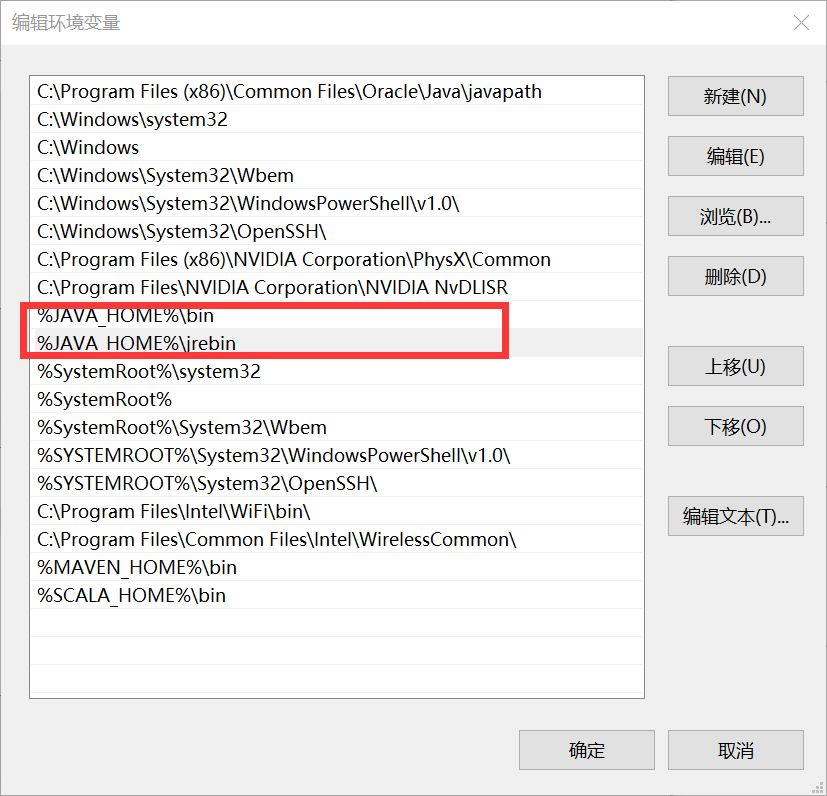 编辑环境变量
C:\Program Files (x86)\Common Files\Oracle\Java\javapath
C:\Windows\system32
C:\Windows
C:\Windows\System32\Wbem
C:\Windows\System32\WindowsPowerShell\v1.0\
C:\Windows\System32\OpenSSH\
C:\Program Files (x86)\NVIDIA Corporation\PhysX\Common
C:\Program Files\NVIDIA Corporation\NVIDIA NvDLISR
%JAVA_HOME%\bin
%JAVA_HOME%\jrebin
%SystemRoot%\system32
%SystemRoot%
%SystemRoot%\System32\Wbem
%SYSTEMROOT%\System32\WindowsPowerShell\v1.0\
%SYSTEMROOT%\System32\OpenSSH\
C:\Program Files\Intel\WiFi\bin\
C:\Program Files\Common Files\Intel\WirelessCommon\
%MAVEN_HOME%\bin
%SCALA_HOME%\bin
新建(N)
编辑(E)
浏览(B)...
删除(D)
上移(U)
下移(O)
编辑文本(T)...
确定
取消